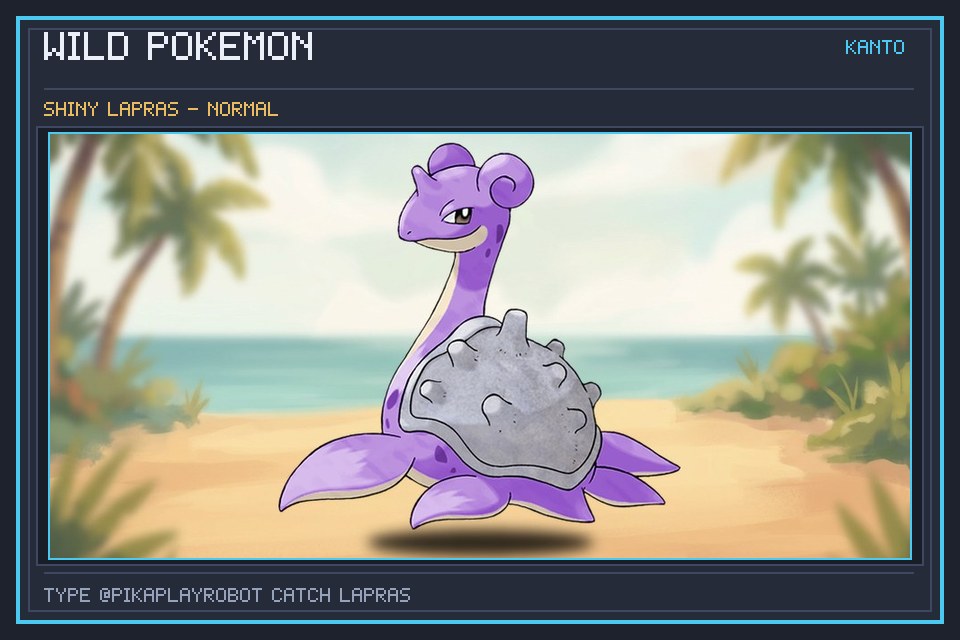 WILD POKEMON
KANTO
SHINY LAPRAS - NORMAL
TYPE @PIKAPLAYROBOT CATCH LAPRAS